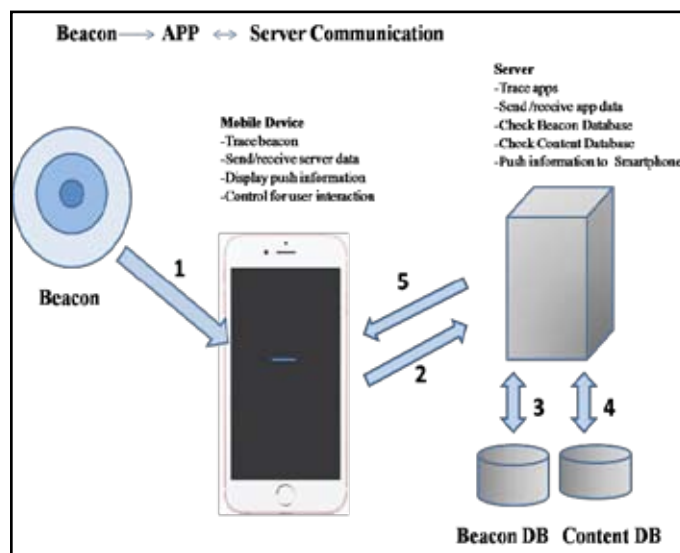 Beacon → APP ↔ Server Communication
Server
-Trace apps
-Send /receive app data
-Check Beacon Database
-Check Content Database
-Push information to Smartphone
Mobile Device
-Trace beacon
-Send/receive server data
-Display push information
-Control for user interaction
1
Beacon
5
2
3
4
Beacon DB
Content DB